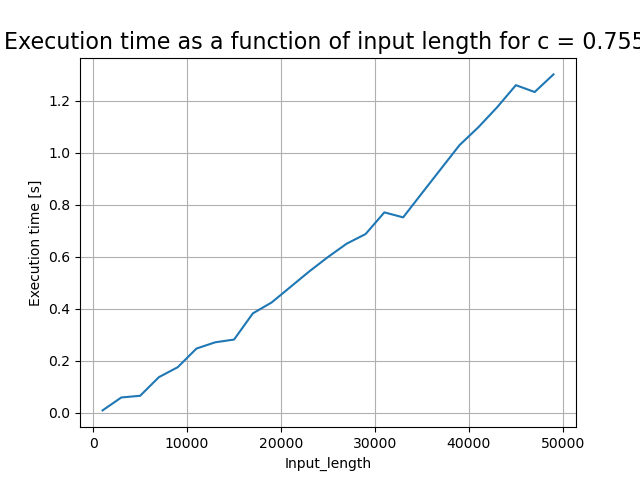 Execution time as a function of input length for c = 0.755
1.2
1.0
0.8
0.6
0.4
0.2
0.0
Execution time [s]
0 10000 20000 30000 40000 50000
Input_length